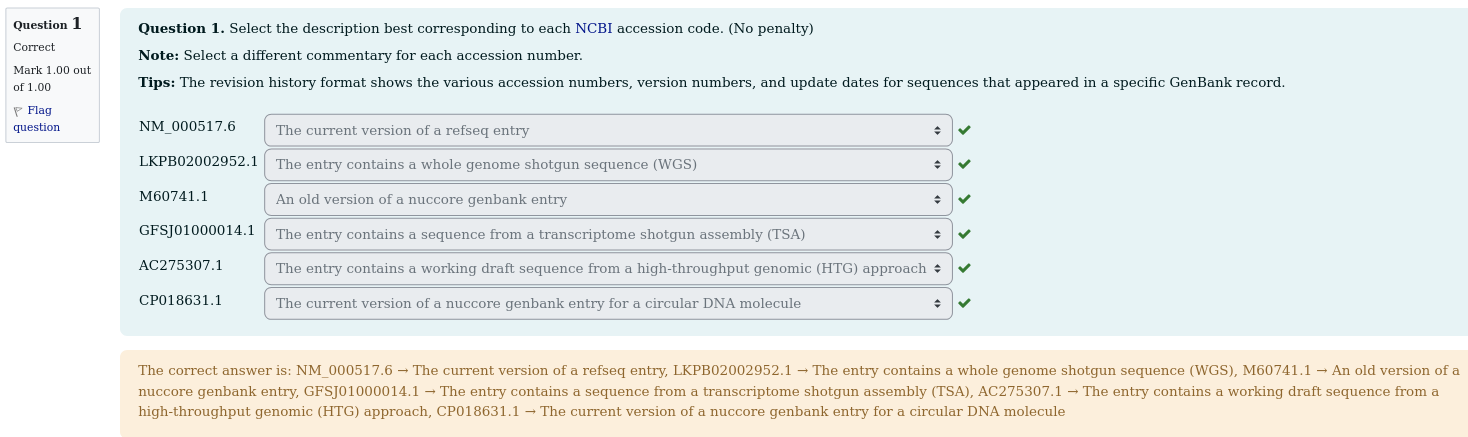 Question 1
Correct
Mark 1.00 out
of 1.00
Flag
question
Question 1. Select the description best corresponding to each NCBI accession code. (No penalty)
Note: Select a different commentary for each accession number.
Tips: The revision history format shows the various accession numbers, version numbers, and update dates for sequences that appeared in a specific GenBank record.
NM_000517.6 The current version of a refseq entry
LKPB02002952.1 The entry contains a whole genome shotgun sequence (WGS)
M60741.1 An old version of a nuccore genbank entry
GFSJ01000014.1 The entry contains a sequence from a transcriptome shotgun assembly (TSA)
AC275307.1 The entry contains a working draft sequence from a high-throughput genomic (HTG) approach
CP018631.1 The current version of a nuccore genbank entry for a circular DNA molecule
The correct answer is: NM_000517.6 → The current version of a refseq entry, LKPB02002952.1 → The entry contains a whole genome shotgun sequence (WGS), M60741.1 → An old version of a
nuccore genbank entry, GFSJ01000014.1 → The entry contains a sequence from a transcriptome shotgun assembly (TSA), AC275307.1 → The entry contains a working draft sequence from a
high-throughput genomic (HTG) approach, CP018631.1 → The current version of a nuccore genbank entry for a circular DNA molecule